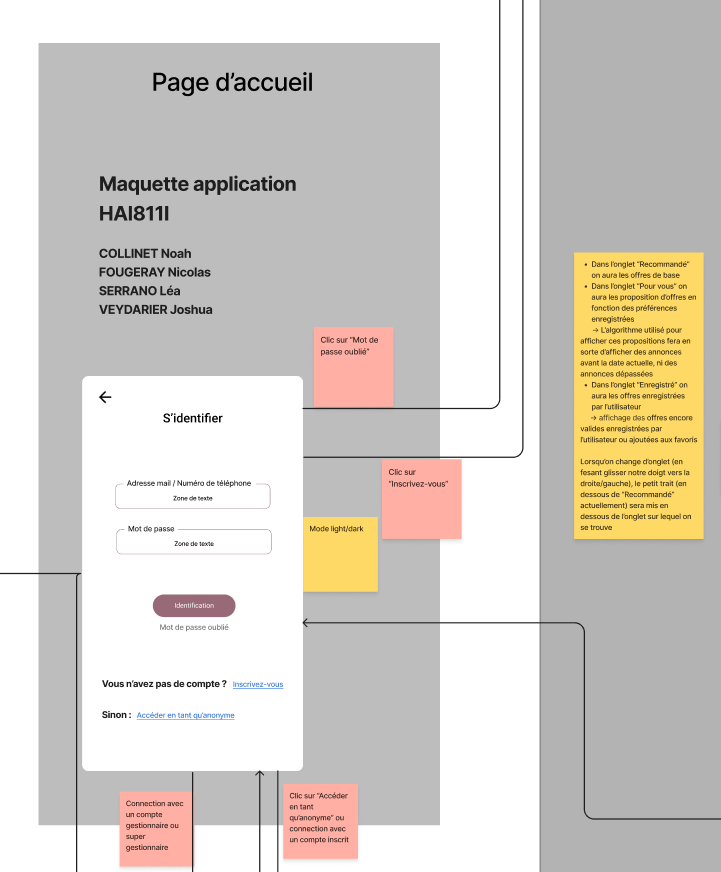 Page d’accueil
Maquette application
HAI811I
COLLINET Noah
FOUGERAY Nicolas
SERRANO Léa
VEYDARIER Joshua
Clic sur “Mot de
passe oublié”
S’identifier
Adresse mail / Numéro de téléphone
Zone de texte
Mot de passe
Zone de texte
Identification
Mot de passe oublié
Vous n’avez pas de compte ? Inscrivez-vous
Sinon : Accéder en tant qu’anonyme
Clic sur
“Inscrivez-vous”
Mode light/dark
Connection avec
un compte
gestionnaire ou
super
gestionnaire
Clic sur “Accéder
en tant
qu’anonyme” ou
connection avec
un compte inscrit
• Dans l’onglet “Recommandé”
on aura les offres de base
• Dans l’onglet “Pour vous” on
aura les proposition d’offres en
fonction des préférences
enregistrées
→ L’algorithme utilisé pour
afficher ces propositions fera en
sorte d’afficher des annonces
avant la date actuelle, ni des
annonces dépassées
• Dans l’onglet “Enregistré” on
aura les offres enregistrées
par l’utilisateur
→ affichage des offres encore
valides enregistrées par
l’utilisateur ou ajoutées aux favoris
Lorsqu’on change d’onglet (en
fesant glisser notre doigt vers la
droite/gauche), le petit trait (en
dessous de “Recommandé”
actuellement) sera mis en
dessous de l’onglet sur lequel on
se trouve